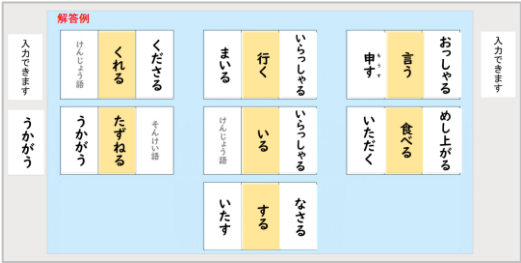 解答例
入力できます
おっしゃる
言う
申す
もうす
いらっしゃる
行く
まいる
くださる
くれる
けんじょう語
入力できます
めし上がる
食べる
いただく
いらっしゃる
いる
けんじょう語
そんけい語
たずねる
うかがう
うかがう
なさる
する
いたす